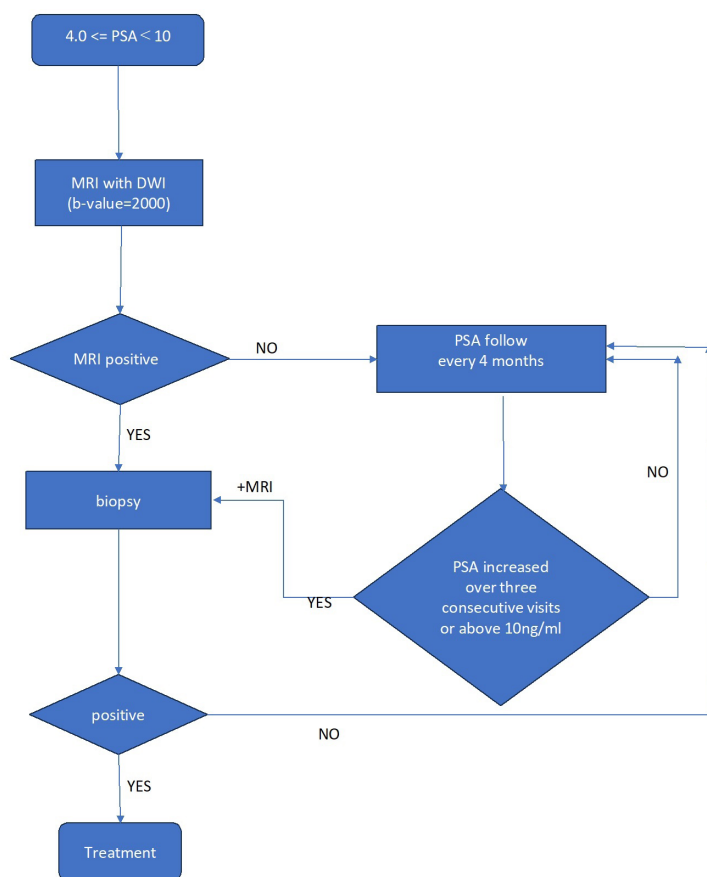 4.0 <= PSA＜10
MRI with DWI
(b-value=2000)
MRI positive
NO
PSA follow
every 4 months
YES
NO
biopsy
+MRI
PSA increased
over three
consecutive visits
or above 10ng/ml
YES
positive
NO
YES
Treatment